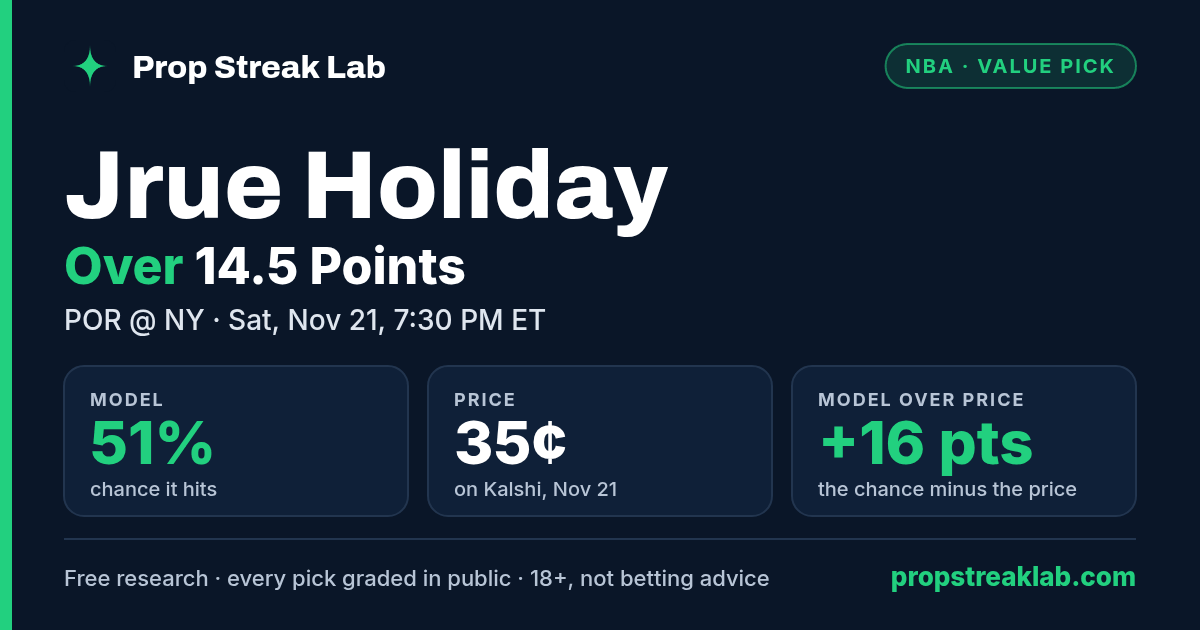 Prop Streak Lab
NBA · VALUE PICK
Jrue Holiday
Over 14.5 Points
POR @ NY · Sat, Nov 21, 7:30 PM ET
MODEL
51%
chance it hits
PRICE
35¢
on Kalshi, Nov 21
MODEL OVER PRICE
+16 pts
the chance minus the price
Free research · every pick graded in public · 18+, not betting advice
propstreaklab.com